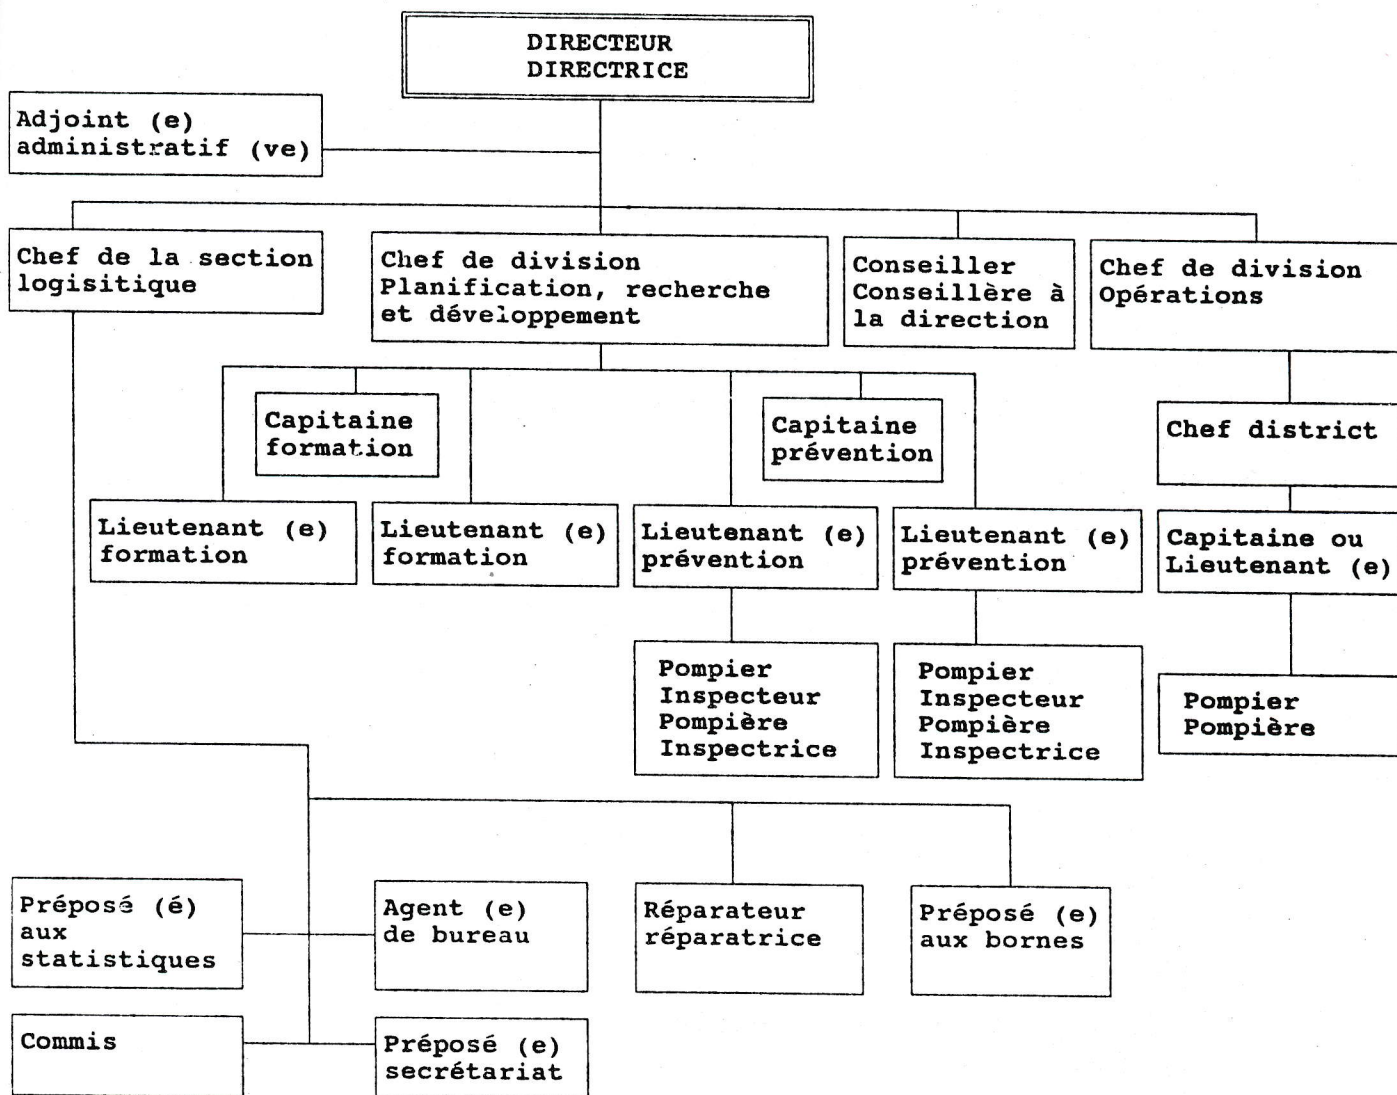 DIRECTEUR
DIRECTRICE
Adjoint (e)
administratif (ve)
Chef de la section
logisitique
Chef de division
Planification, recherche
et développement
Conseiller
Conseillère à
la direction
Chef de division
Opérations
Capitaine
formation
Capitaine
prévention
Chef district
Lieutenant (e)
formation
Lieutenant (e)
formation
Lieutenant (e)
prévention
Lieutenant (e)
prévention
Capitaine ou
Lieutenant (e)
Pompier
Inspecteur
Pompière
Inspectrice
Pompier
Inspecteur
Pompière
Inspectrice
Pompier
Pompière
Préposé (é)
aux
statistiques
Agent (e)
de bureau
Réparateur
réparatrice
Préposé (e)
aux bornes
Commis
Préposé (e)
secrétariat